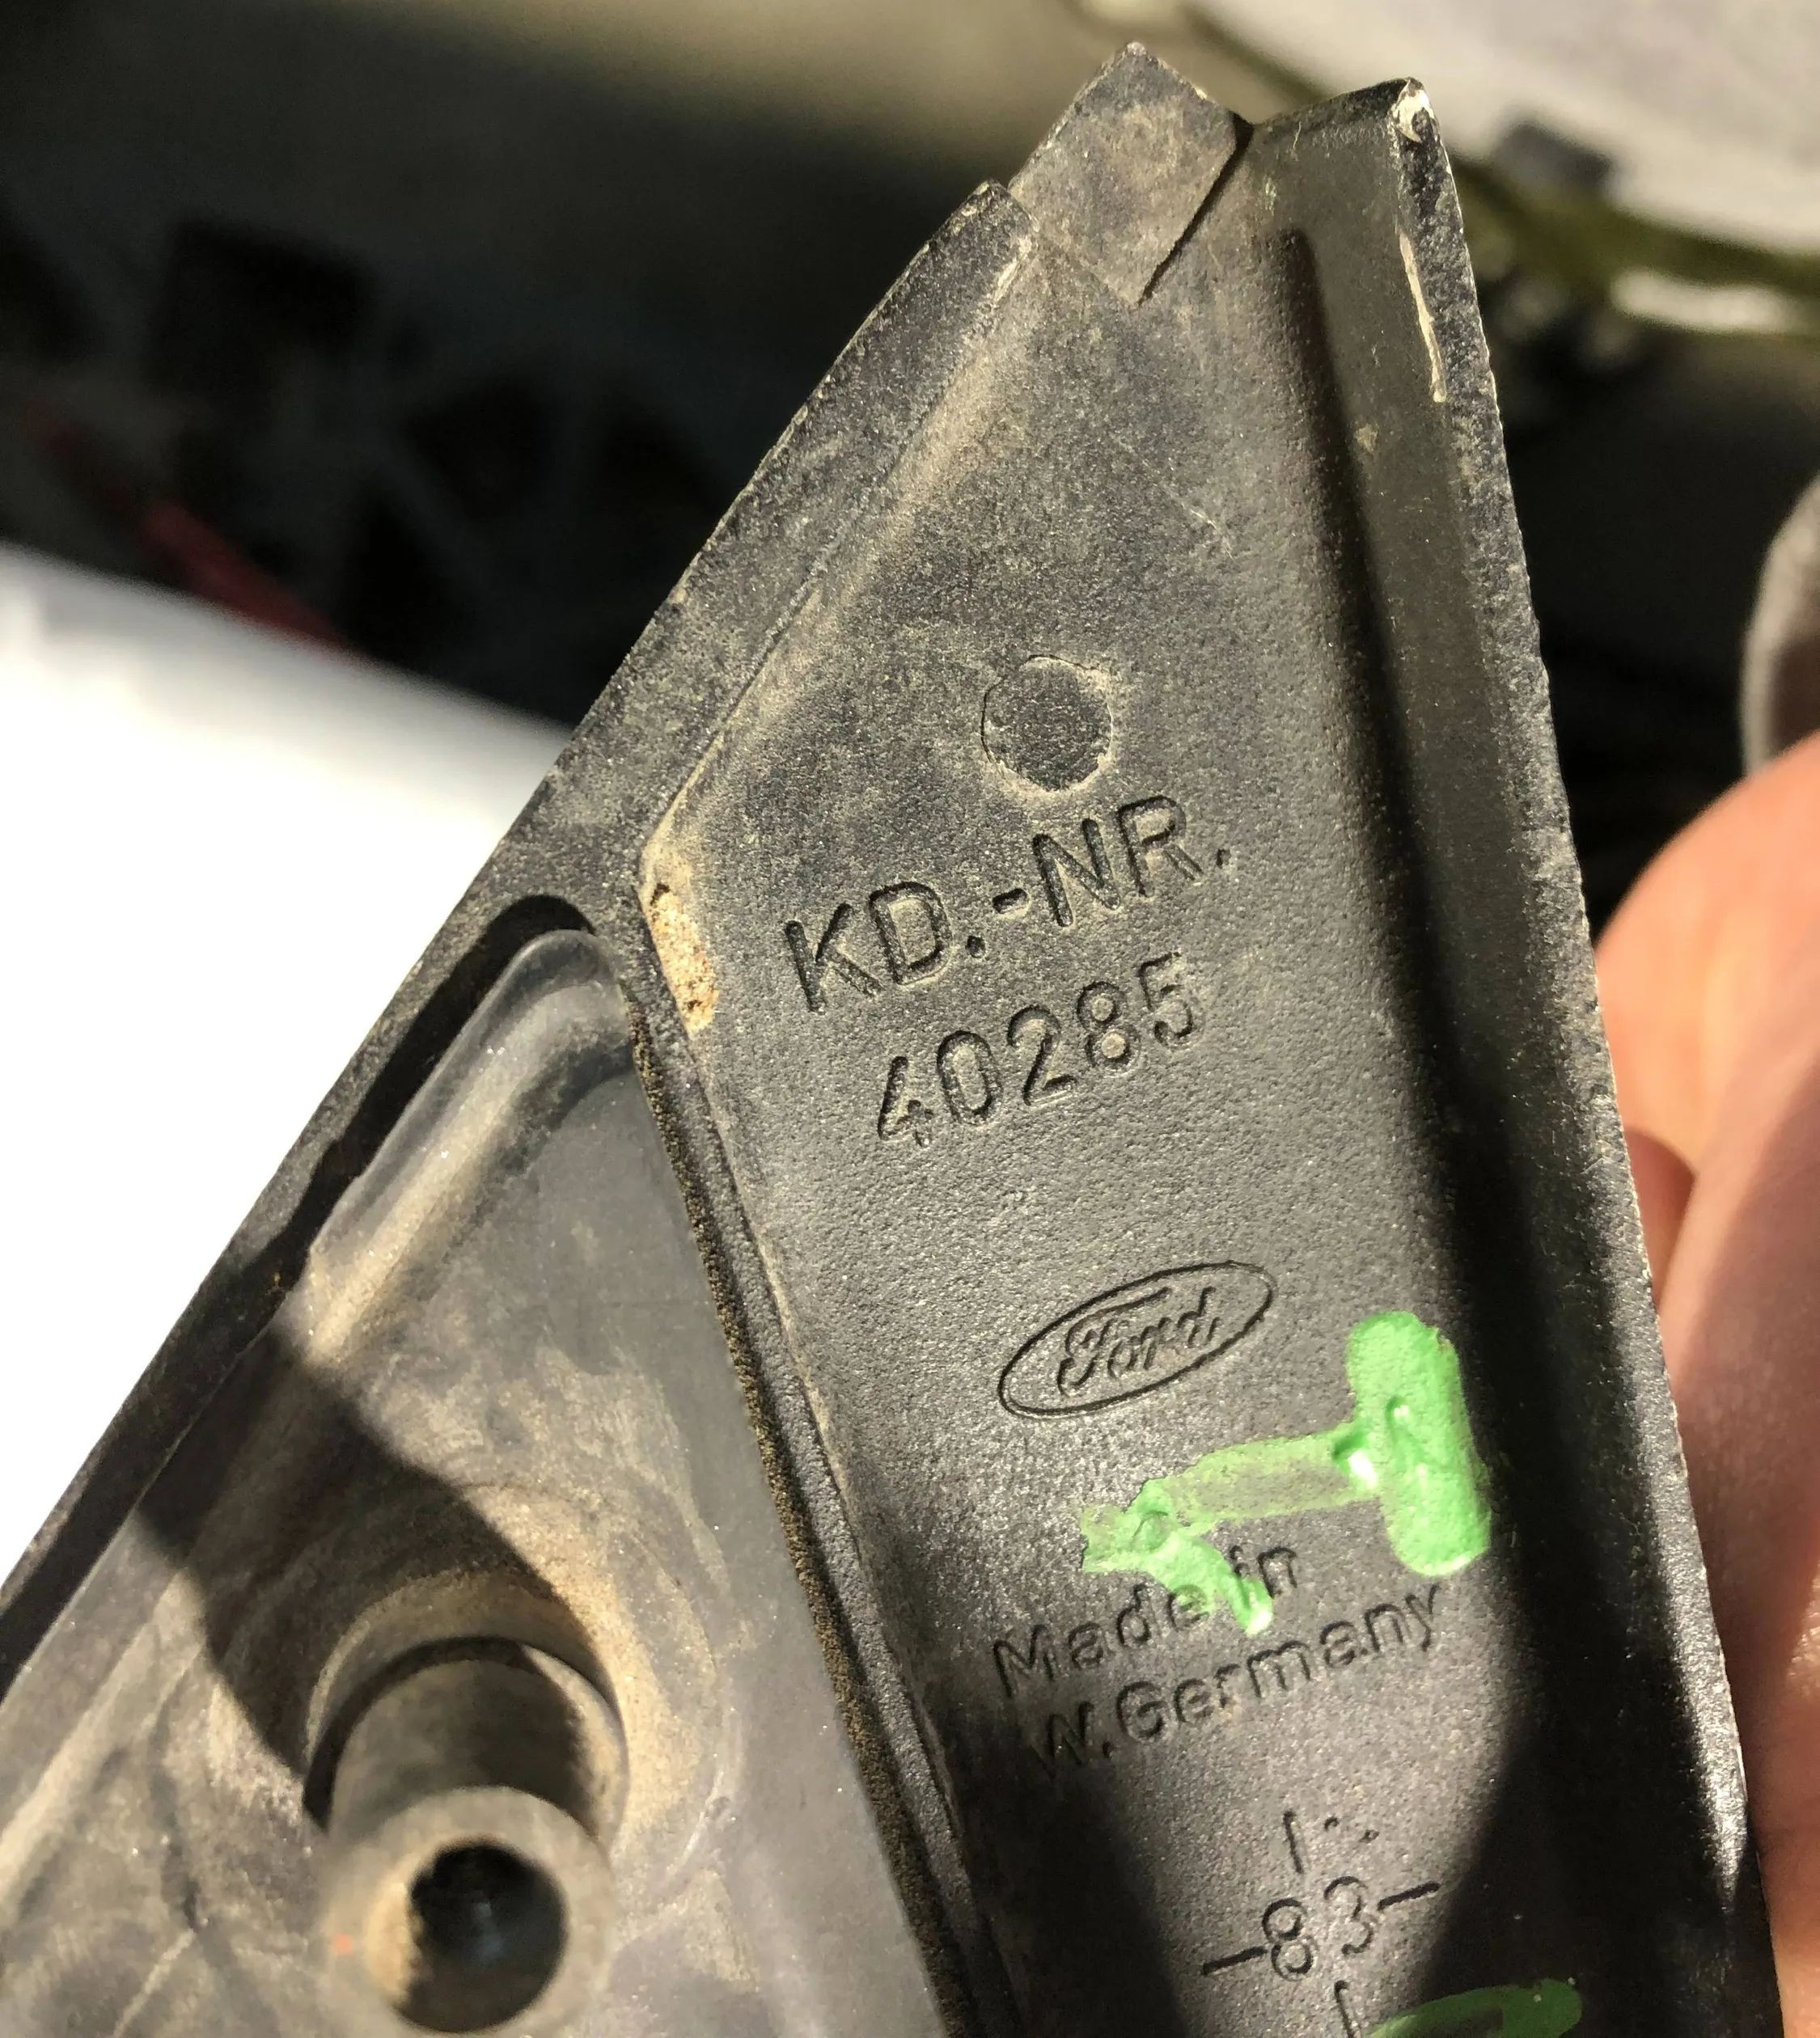 KD.-NR.
40285
Ford
Made in
W.Germany
-83-